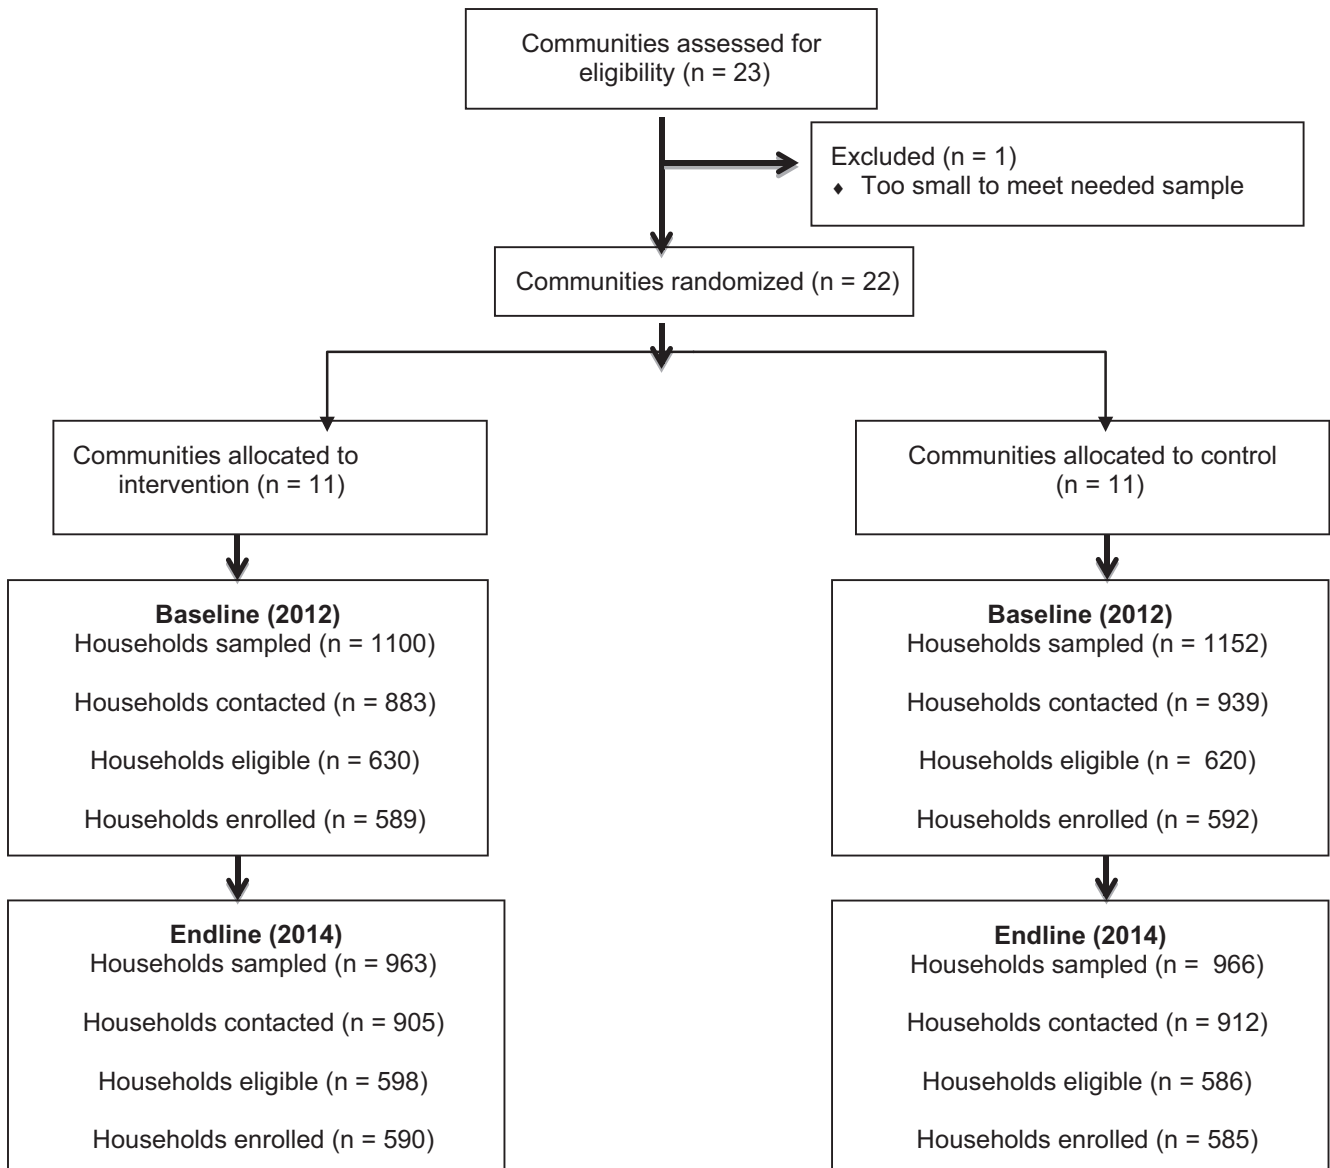 Communities assessed for
eligibility (n = 23)
Excluded (n = 1)
♦ Too small to meet needed sample
Communities randomized (n = 22)
Communities allocated to
intervention (n = 11)
Communities allocated to control
(n = 11)
Baseline (2012)
Households sampled (n = 1100)
Households contacted (n = 883)
Households eligible (n = 630)
Households enrolled (n = 589)
Baseline (2012)
Households sampled (n = 1152)
Households contacted (n = 939)
Households eligible (n =  620)
Households enrolled (n = 592)
Endline (2014)
Households sampled (n = 963)
Households contacted (n = 905)
Households eligible (n = 598)
Households enrolled (n = 590)
Endline (2014)
Households sampled (n =  966)
Households contacted (n = 912)
Households eligible (n = 586)
Households enrolled (n = 585)